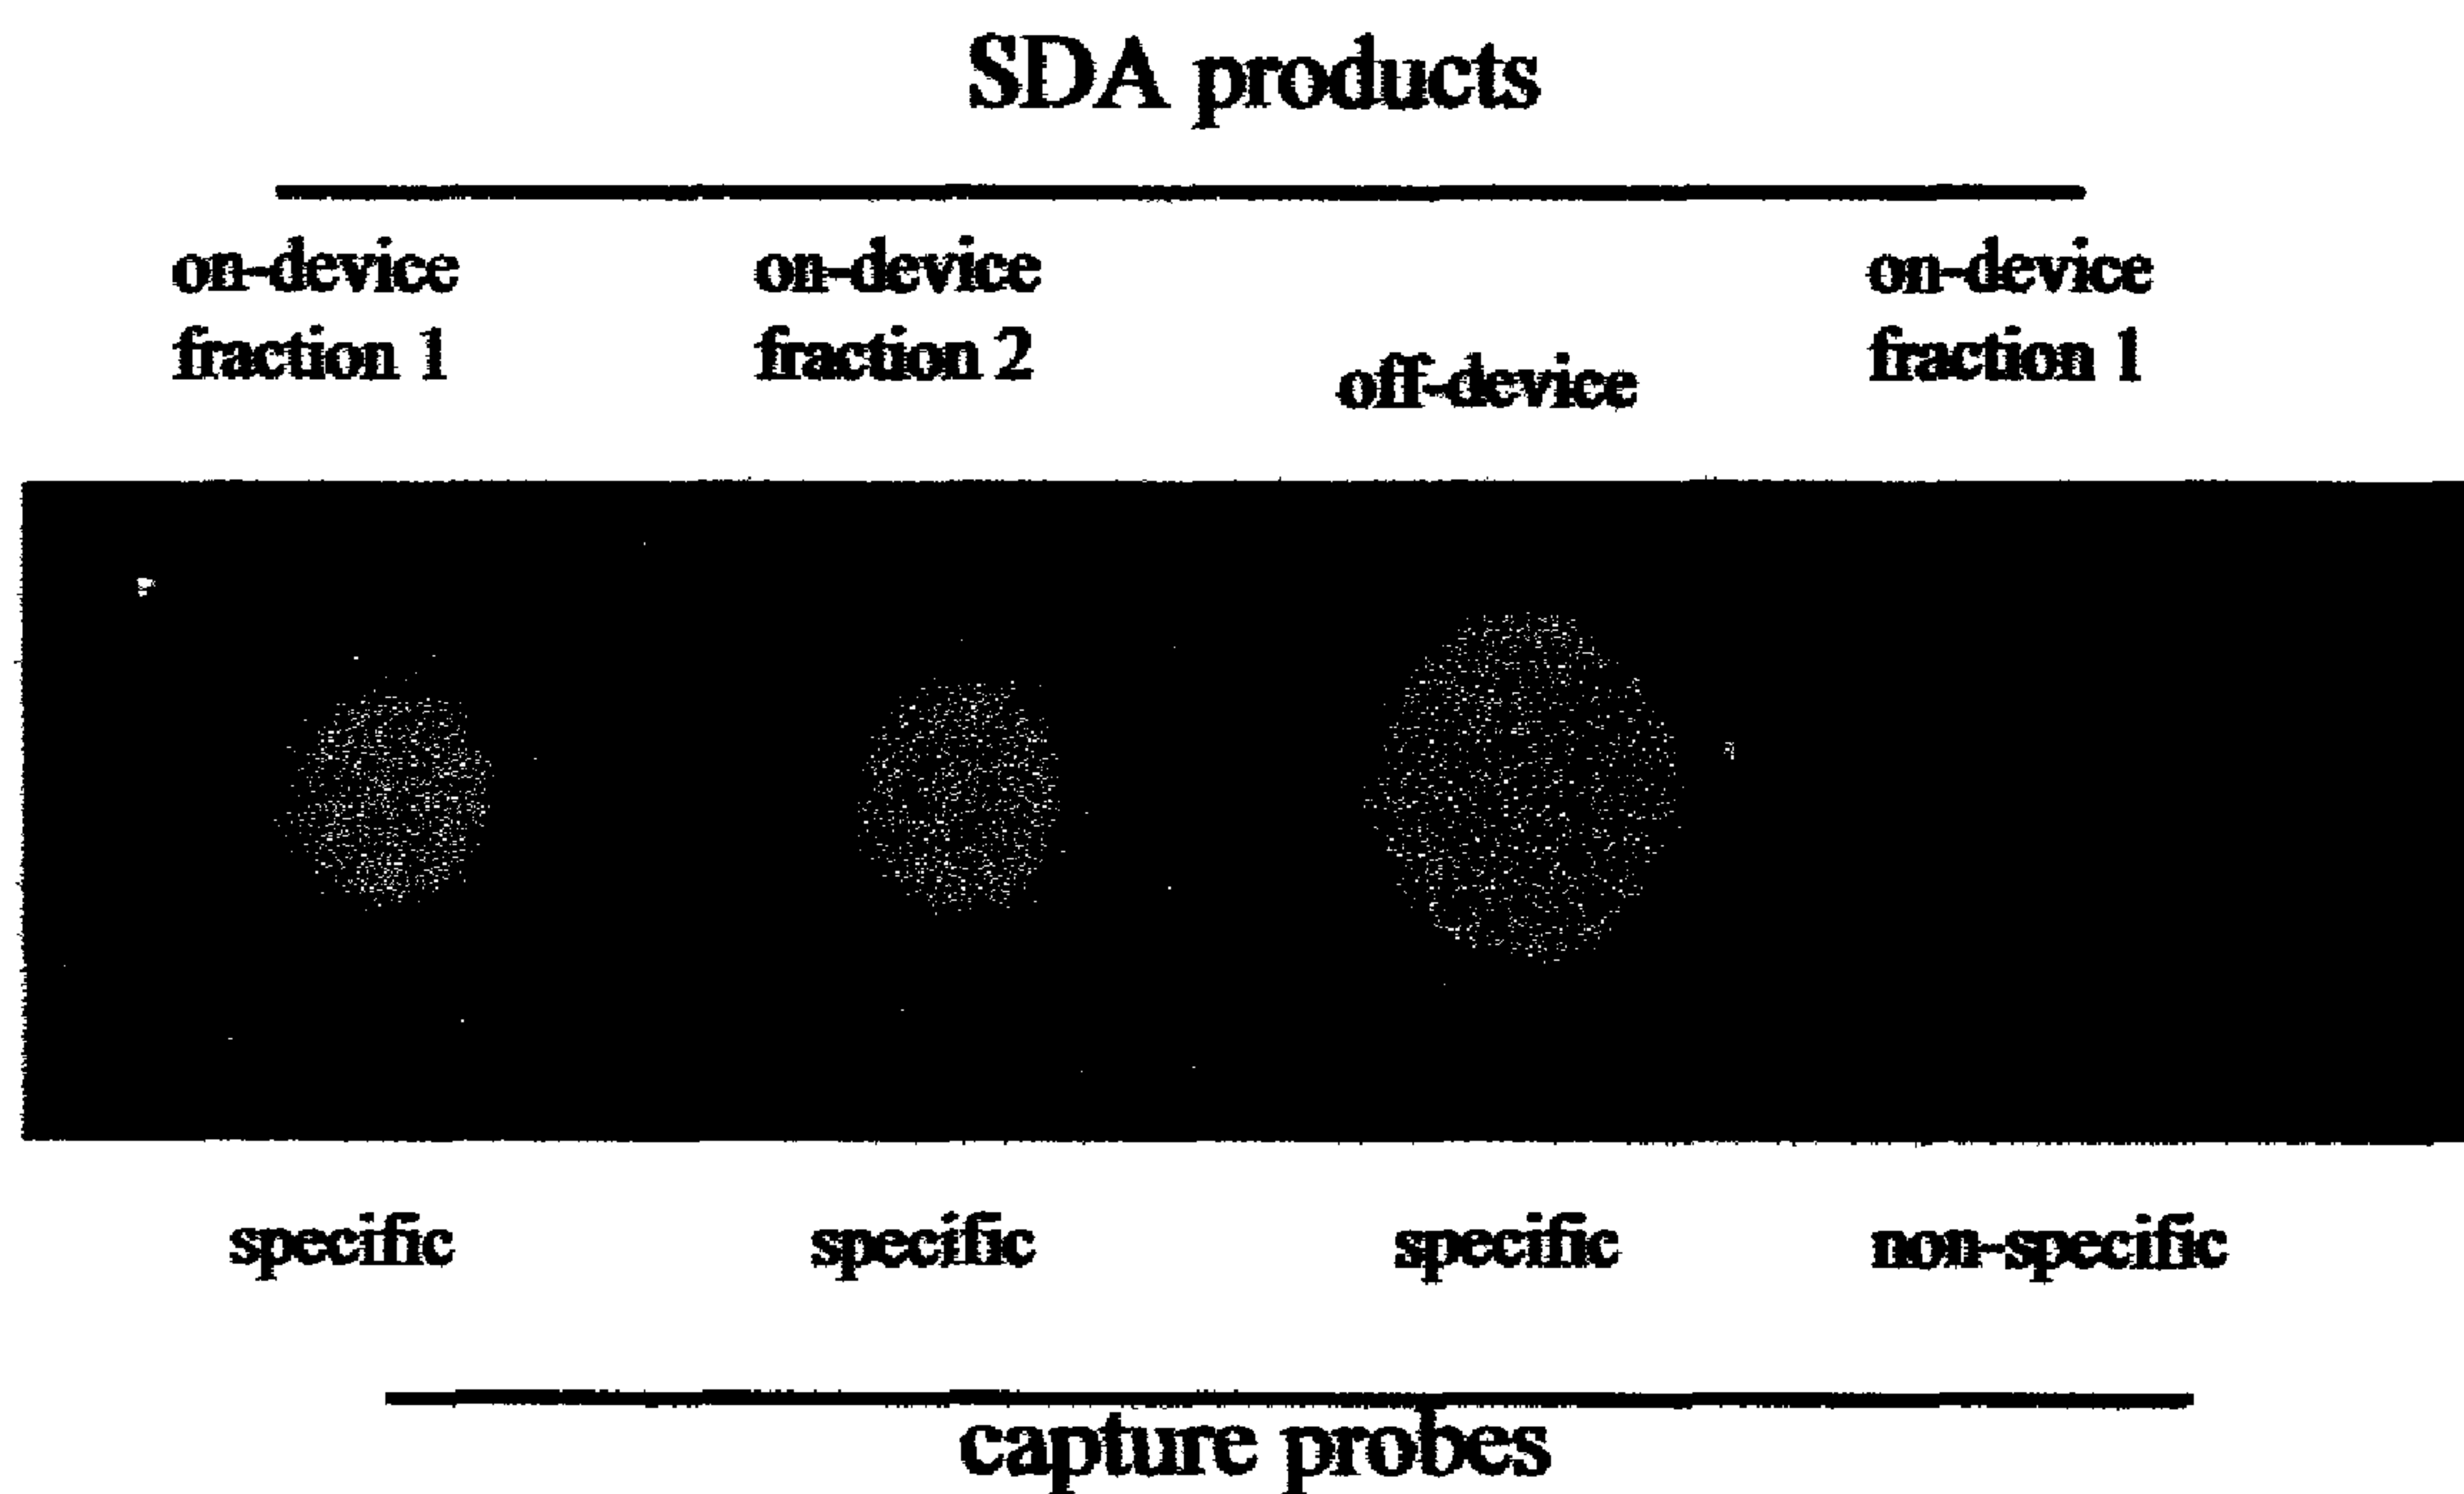 SDA products
on-device on-device on-device
fraction 1 fraction 2 fraction 1
off-device
specific specific specific non-specific
capture probes